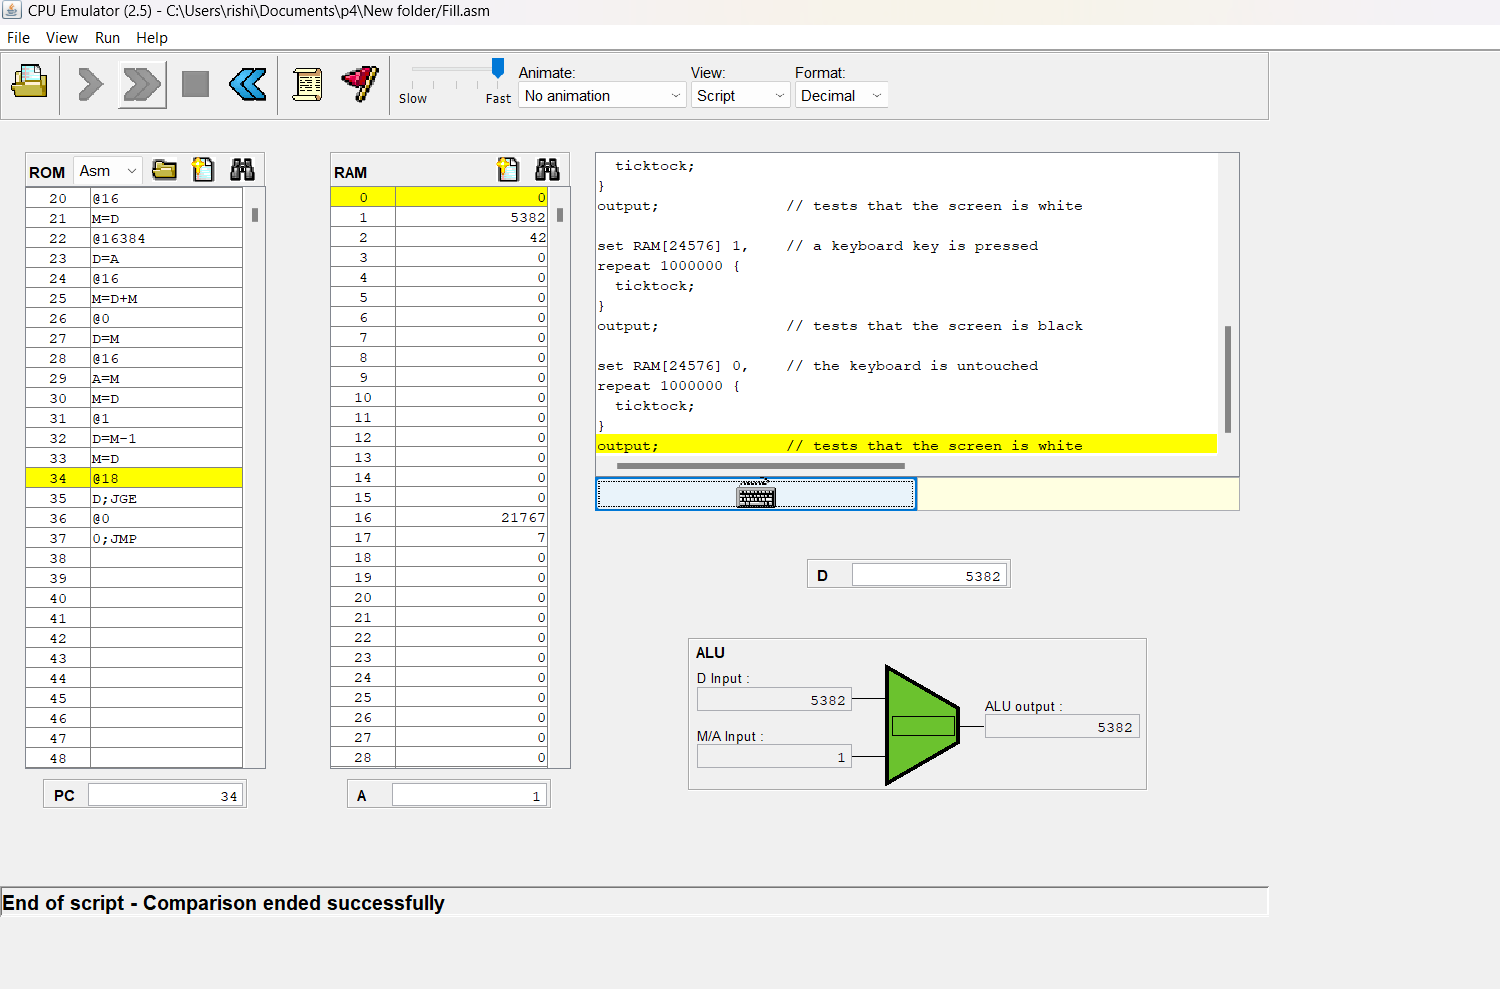 CPU Emulator (2.5) - C:\Users\rishi\Documents\p4\New folder/Fill.asm
File View Run Help
Slow Fast
Animate:
No animation
View:
Script
Format:
Decimal
ROM Asm
20 @16
21 M=D
22 @16384
23 D=A
24 @16
25 M=D+M
26 @0
27 D=M
28 @16
29 A=M
30 M=D
31 @1
32 D=M-1
33 M=D
34 @18
35 D;JGE
36 @0
37 0;JMP
38
39
40
41
42
43
44
45
46
47
48
PC 34
RAM
0 0
1 5382
2 42
3 0
4 0
5 0
6 0
7 0
8 0
9 0
10 0
11 0
12 0
13 0
14 0
15 0
16 21767
17 7
18 0
19 0
20 0
21 0
22 0
23 0
24 0
25 0
26 0
27 0
28 0
A 1
ticktock;
}
output; // tests that the screen is white
set RAM[24576] 1, // a keyboard key is pressed
repeat 1000000 {
ticktock;
}
output; // tests that the screen is black
set RAM[24576] 0, // the keyboard is untouched
repeat 1000000 {
ticktock;
}
output; // tests that the screen is white
D 5382
ALU
D Input :
5382
M/A Input :
1
ALU output :
5382
End of script - Comparison ended successfully